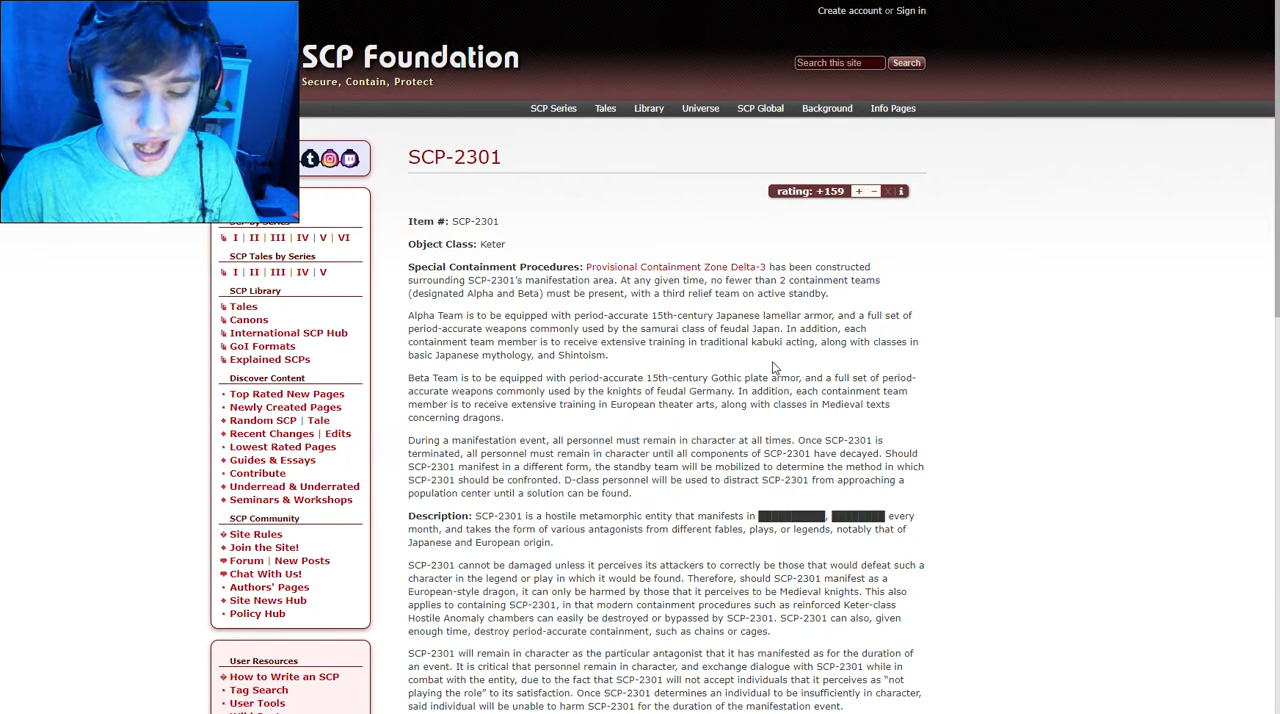 Create account or Sign in
SCP Foundation
Secure, Contain, Protect
Search this site
Search
SCP Series Tales Library Universe SCP Global Background Info Pages
SCP-2301
rating: +159 + − X i
Item #: SCP-2301
Object Class: Keter
Special Containment Procedures: Provisional Containment Zone Delta-3 has been constructed
surrounding SCP-2301's manifestation area. At any given time, no fewer than 2 containment teams
(designated Alpha and Beta) must be present, with a third relief team on active standby.
Alpha Team is to be equipped with period-accurate 15th-century Japanese lamellar armor, and a full set of
period-accurate weapons commonly used by the samurai class of feudal Japan. In addition, each
containment team member is to receive extensive training in traditional kabuki acting, along with classes in
basic Japanese mythology, and Shintoism.
Beta Team is to be equipped with period-accurate 15th-century Gothic plate armor, and a full set of period-
accurate weapons commonly used by the knights of feudal Germany. In addition, each containment team
member is to receive extensive training in European theater arts, along with classes in Medieval texts
concerning dragons.
During a manifestation event, all personnel must remain in character at all times. Once SCP-2301 is
terminated, all personnel must remain in character until all components of SCP-2301 have decayed. Should
SCP-2301 manifest in a different form, the standby team will be mobilized to determine the method in which
SCP-2301 should be confronted. D-class personnel will be used to distract SCP-2301 from approaching a
population center until a solution can be found.
Description: SCP-2301 is a hostile metamorphic entity that manifests in ██████████, ████████ every
month, and takes the form of various antagonists from different fables, plays, or legends, notably that of
Japanese and European origin.
SCP-2301 cannot be damaged unless it perceives its attackers to correctly be those that would defeat such a
character in the legend or play in which it would be found. Therefore, should SCP-2301 manifest as a
European-style dragon, it can only be harmed by those that it perceives to be Medieval knights. This also
applies to containing SCP-2301, in that modern containment procedures such as reinforced Keter-class
Hostile Anomaly chambers can easily be destroyed or bypassed by SCP-2301. SCP-2301 can also, given
enough time, destroy period-accurate containment, such as chains or cages.
SCP-2301 will remain in character as the particular antagonist that it has manifested as for the duration of
an event. It is critical that personnel remain in character, and exchange dialogue with SCP-2301 while in
combat with the entity, due to the fact that SCP-2301 will not accept individuals that it perceives as “not
playing the role” to its satisfaction. Once SCP-2301 determines an individual to be insufficiently in character,
said individual will be unable to harm SCP-2301 for the duration of the manifestation event.
SCP by Series
I | II | III | IV | V | VI
SCP Tales by Series
I | II | III | IV | V
SCP Library
Tales
Canons
International SCP Hub
GoI Formats
Explained SCPs
Discover Content
Top Rated New Pages
Newly Created Pages
Random SCP | Tale
Recent Changes | Edits
Lowest Rated Pages
Guides & Essays
Contribute
Underread & Underrated
Seminars & Workshops
SCP Community
Site Rules
Join the Site!
Forum | New Posts
Chat With Us!
Authors' Pages
Site News Hub
Policy Hub
User Resources
How to Write an SCP
Tag Search
User Tools